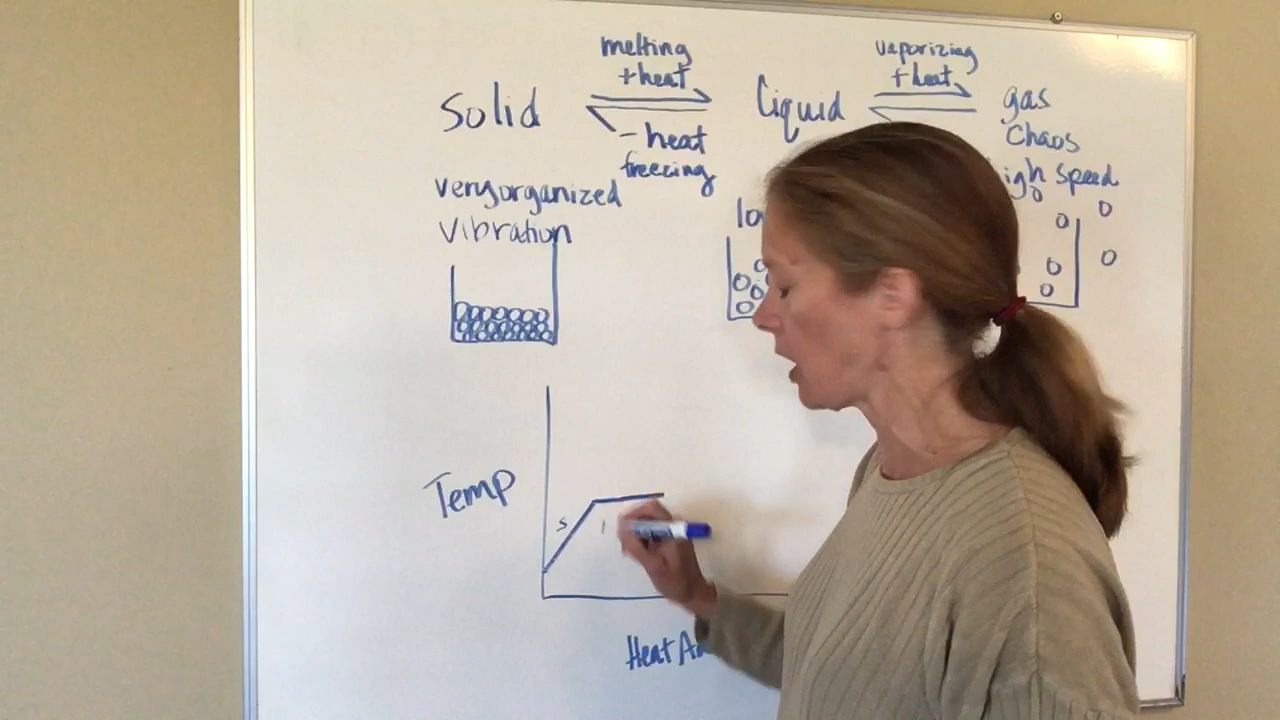 melting
+heat
Solid
-heat
freezing
Liquid
vaporizing
+heat
gas
Chaos
Speed
very organized
vibration
Temp
s
Heat